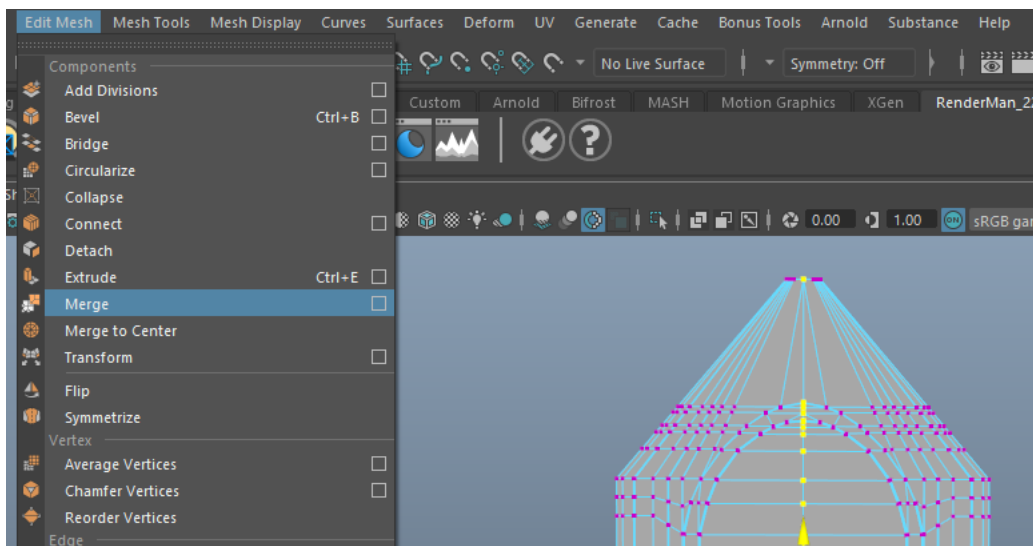 Edit Mesh Mesh Tools Mesh Display Curves Surfaces Deform UV Generate Cache Bonus Tools Arnold Substance Help
No Live Surface Symmetry: Off
Custom Arnold Bifrost MASH Motion Graphics XGen RenderMan_22
0.00 1.00 ON sRGB gam
Components
Add Divisions
Bevel Ctrl+B
Bridge
Circularize
Collapse
Connect
Detach
Extrude Ctrl+E
Merge
Merge to Center
Transform
Flip
Symmetrize
Vertex
Average Vertices
Chamfer Vertices
Reorder Vertices
Edge